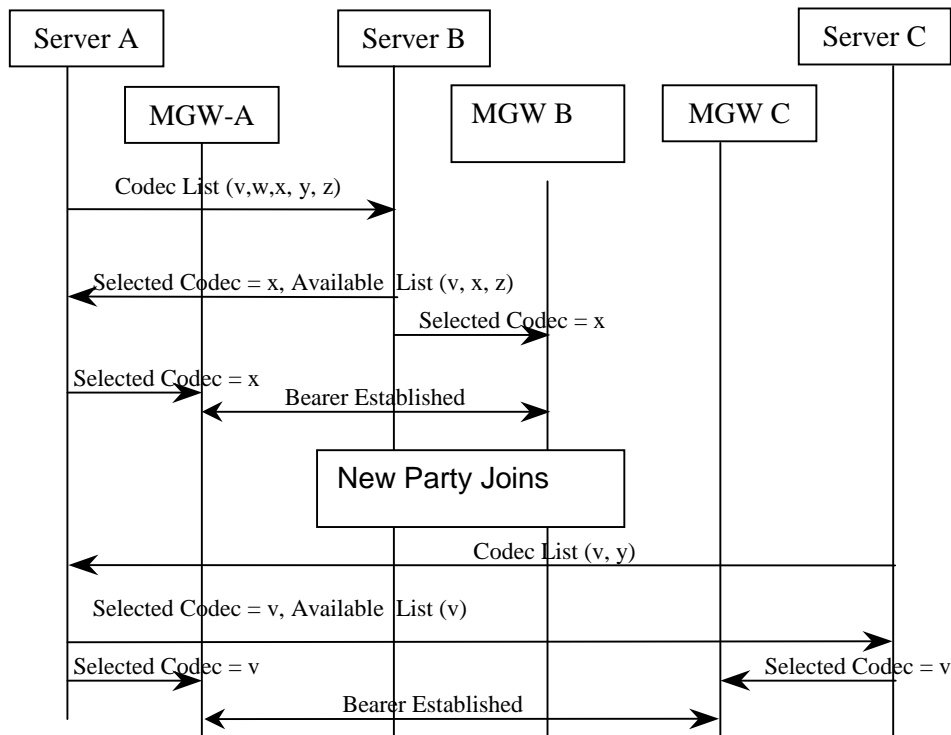 Server A
Server B
Server C
MGW-A
MGW B
MGW C
Codec List (v,w,x, y, z)
Selected Codec = x, Available List (v, x, z)
Selected Codec = x
Selected Codec = x
Bearer Established
New Party Joins
Codec List (v, y)
Selected Codec = v, Available List (v)
Selected Codec = v
Selected Codec = v
Bearer Established